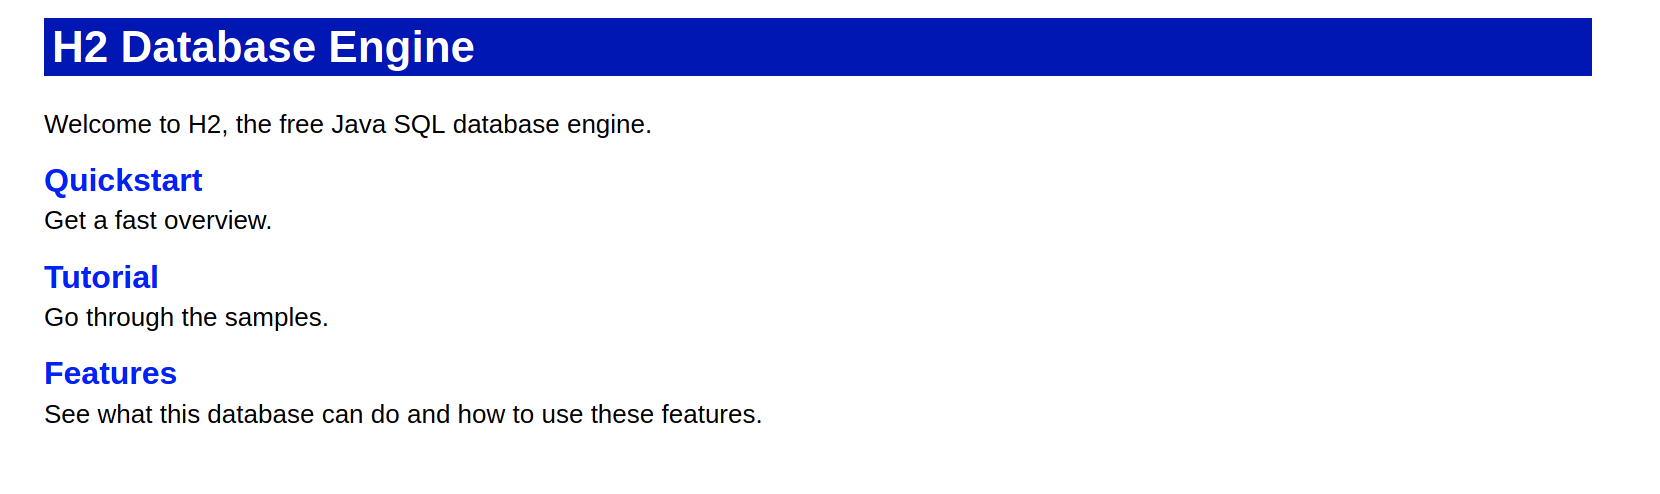 H2 Database Engine
Welcome to H2, the free Java SQL database engine.
Quickstart
Get a fast overview.
Tutorial
Go through the samples.
Features
See what this database can do and how to use these features.